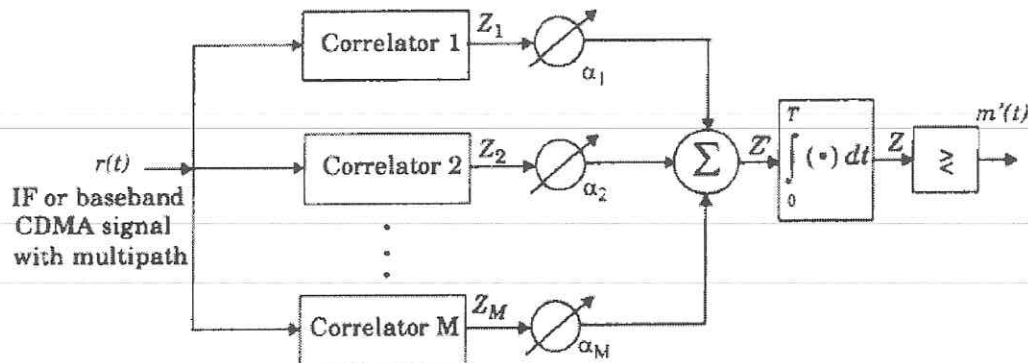 Correlator 1
Z1
α1
Correlator 2
Z2
α2
Correlator M
ZM
αM
r(t)
IF or baseband
CDMA signal
with multipath
Σ
Z'
T
∫ (•) dt
0
Z
≷
m'(t)